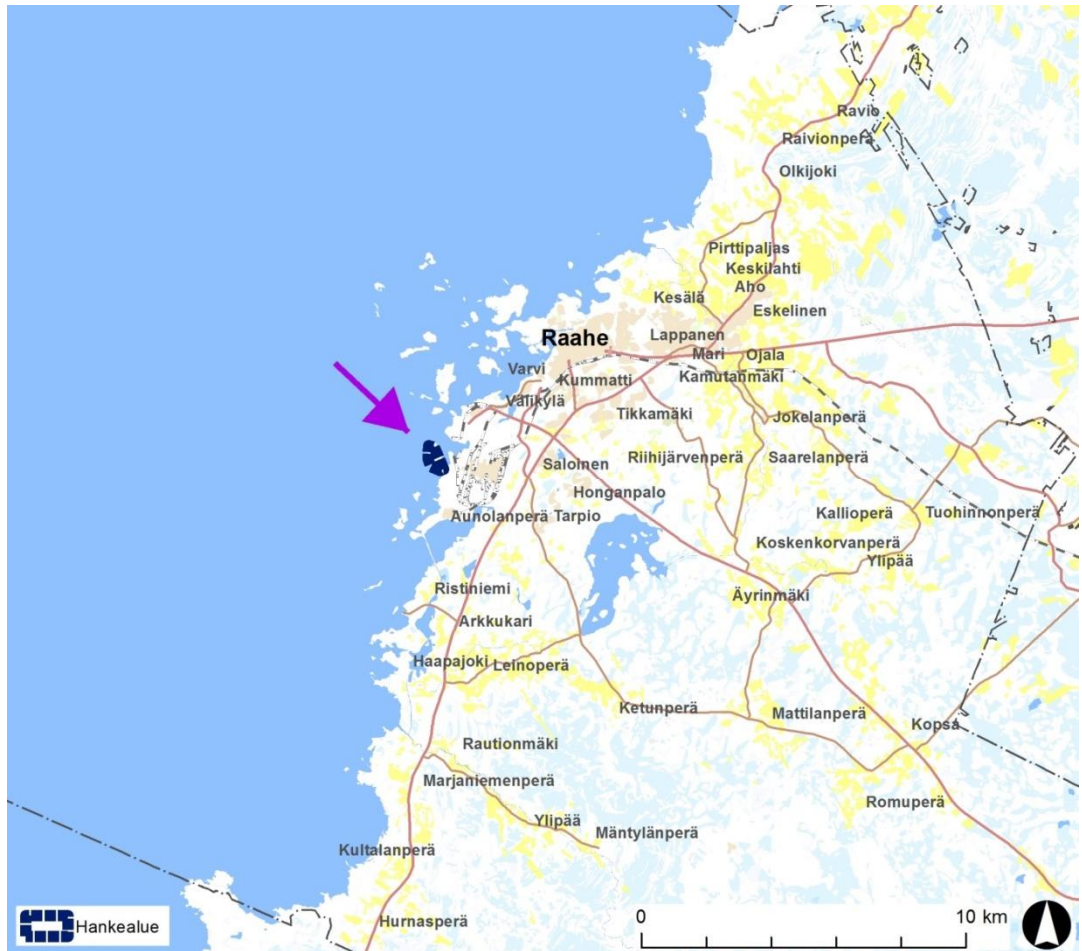 Ravio
Raivionperä
Olkijoki
Pirttipaljas
Keskilahti
Aho
Kesälä
Eskelinen
Raahe
Lappanen
Mari
Ojala
Varvi
Kummatti
Kamutanmäki
Välikylä
Tikkamäki
Jokelanperä
Saloinen
Riihijärvenperä
Saarelanperä
Honganpalo
Aunolanperä
Tarpio
Kallioperä
Tuohinnonperä
Koskenkorvanperä
Ylipää
Ristiniemi
Äyrinmäki
Arkkukari
Haapajoki
Leinoperä
Ketunperä
Mattilanperä
Kopsa
Rautionmäki
Marjaniemenperä
Romuperä
Ylipää
Mäntylänperä
Kultalanperä
Hurnasperä
Hankealue
0
10 km